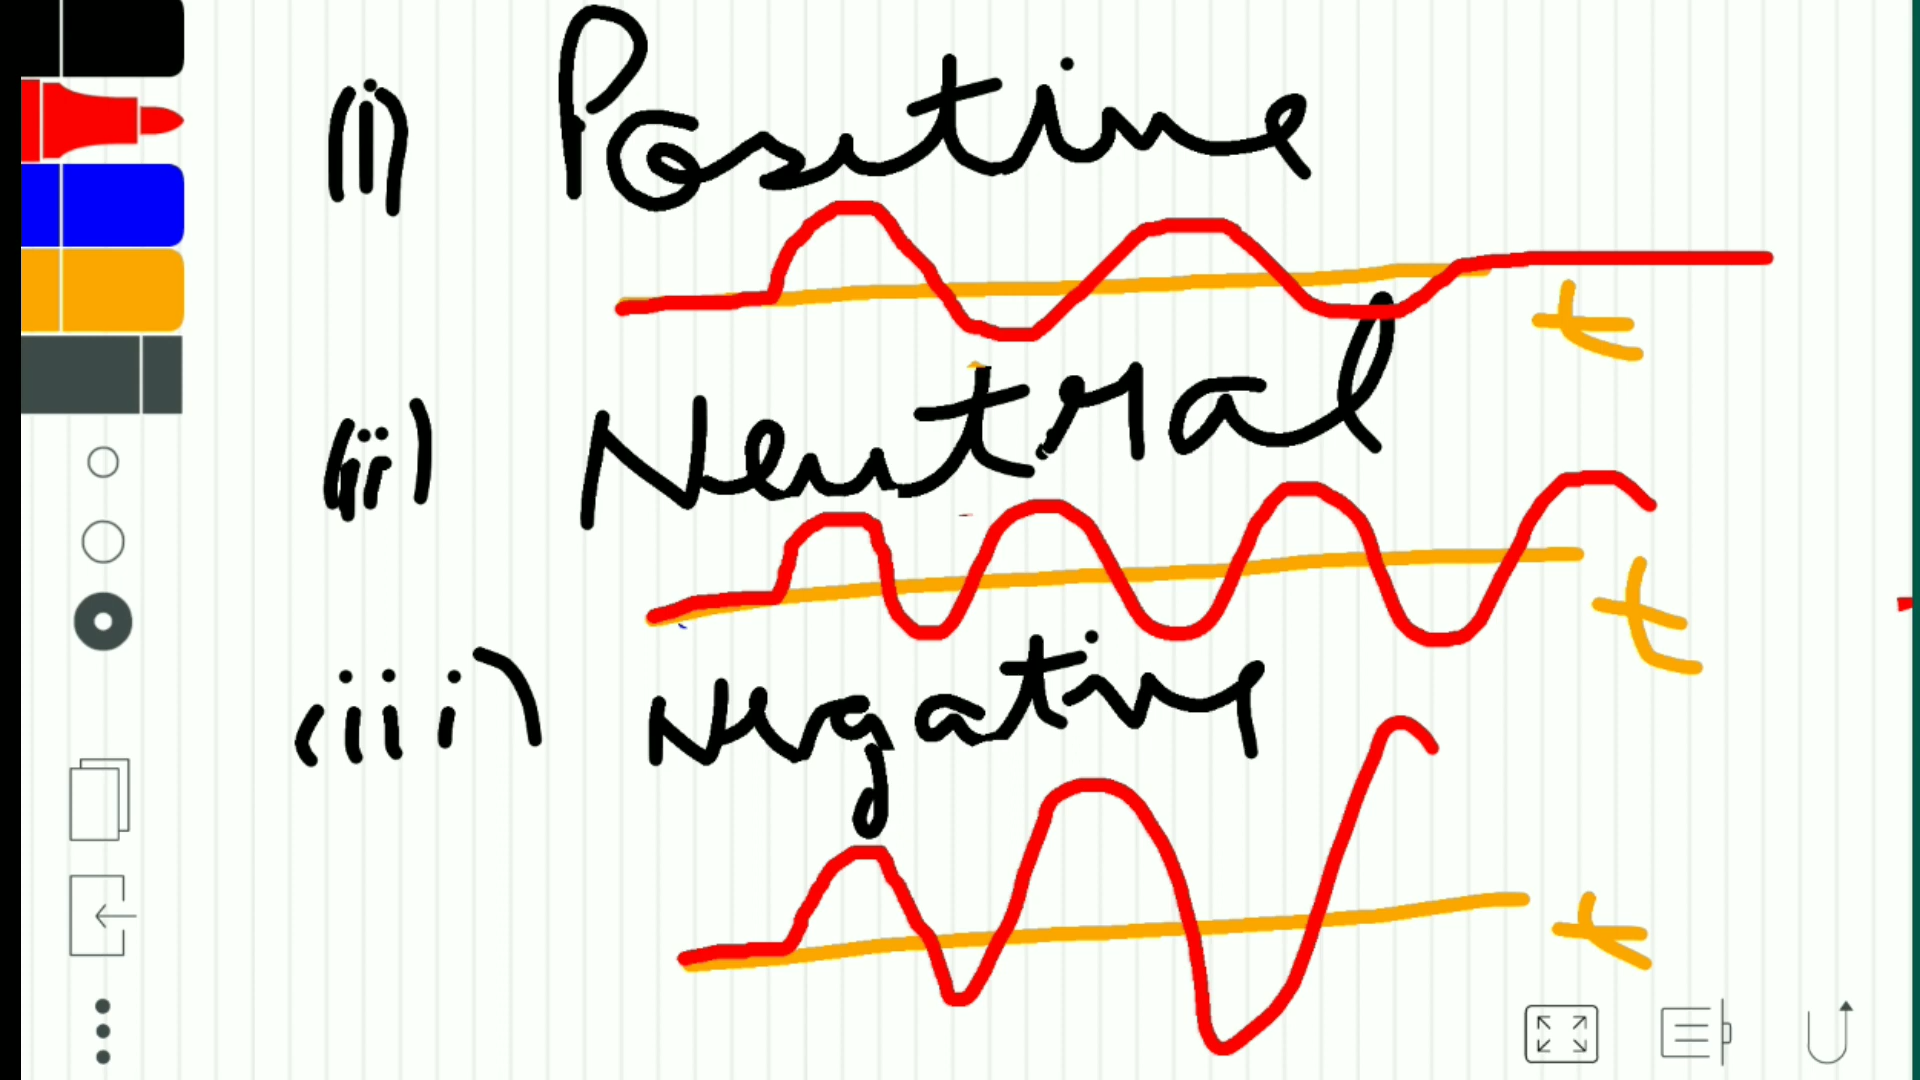 (i) Positive
t
(ii) Neutral
t
(iii) Negative
t